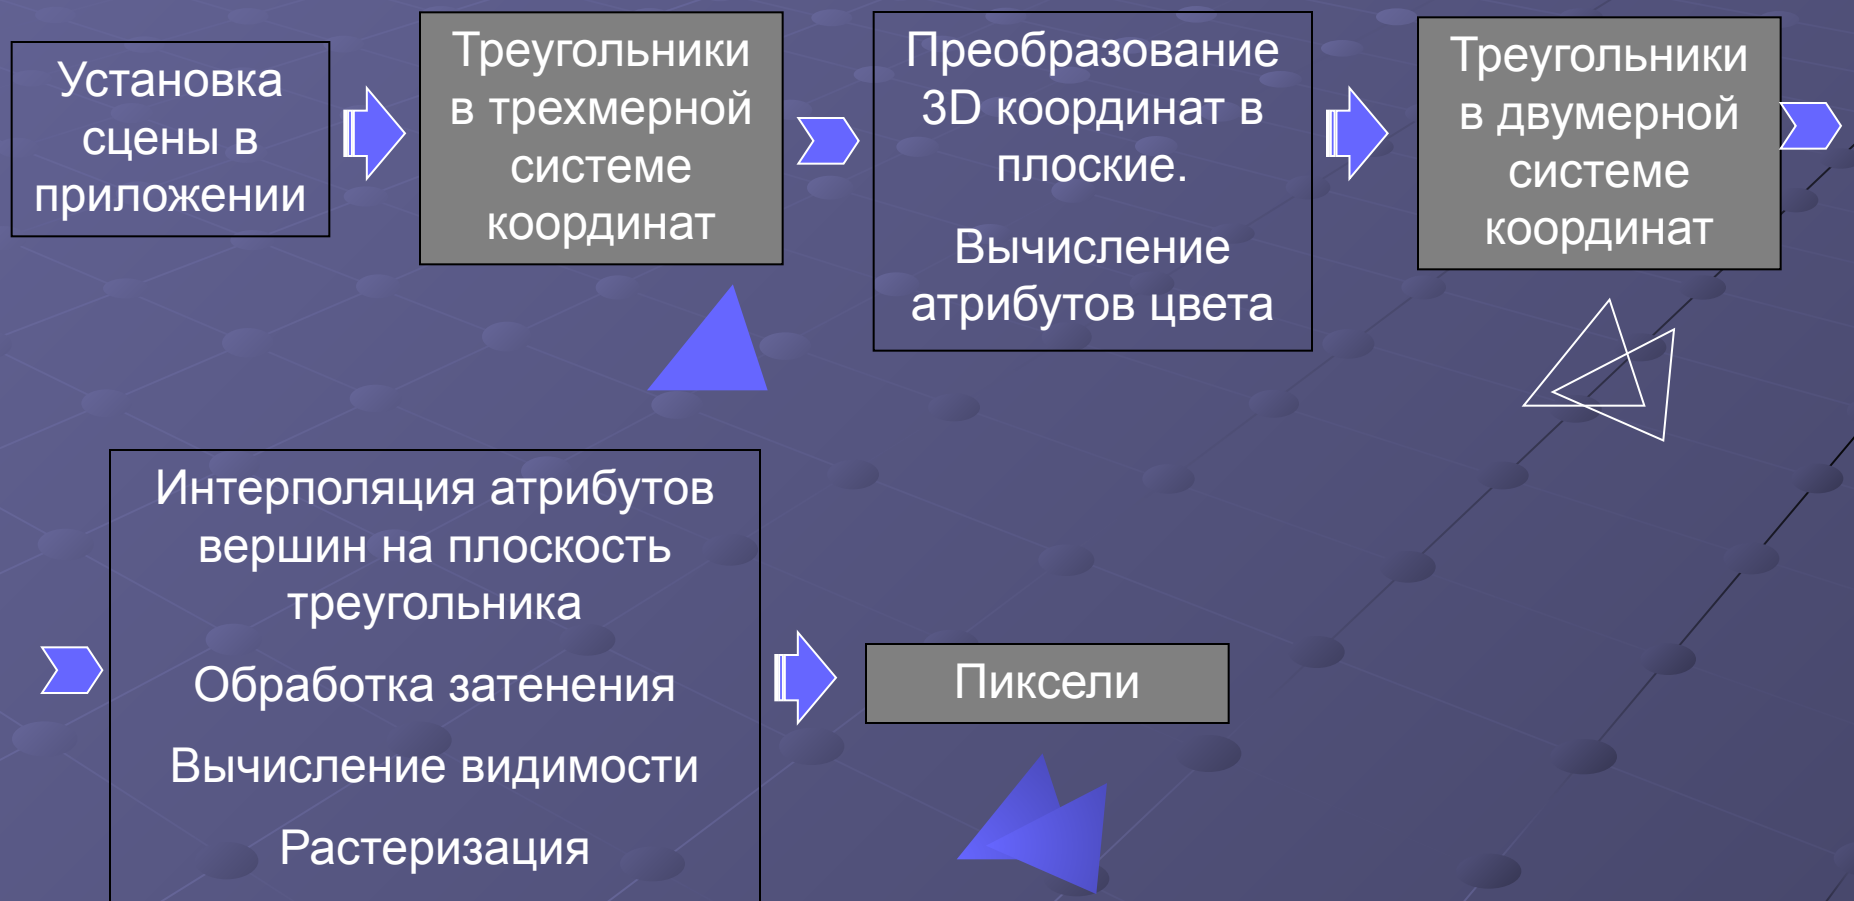 Установка
сцены в
приложении
Треугольники
в трехмерной
системе
координат
Преобразование
3D координат в
плоские.
Вычисление
атрибутов цвета
Треугольники
в двумерной
системе
координат
Интерполяция атрибутов
вершин на плоскость
треугольника
Обработка затенения
Вычисление видимости
Растеризация
Пиксели